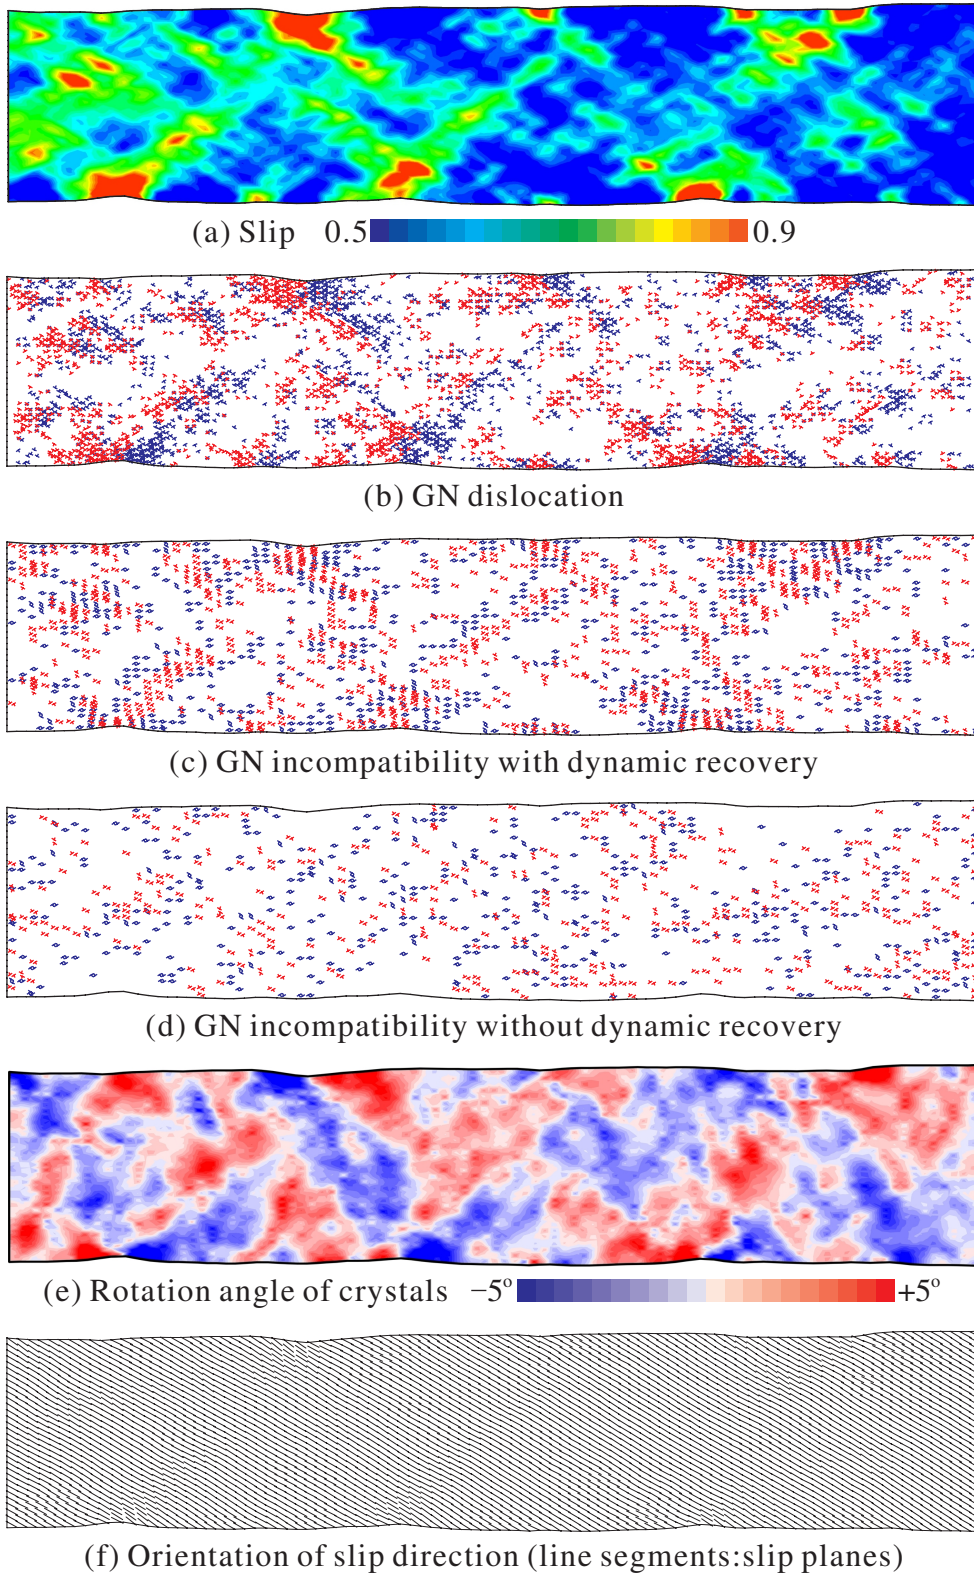 (a) Slip 0.5 0.9
(b) GN dislocation
(c) GN incompatibility with dynamic recovery
(d) GN incompatibility without dynamic recovery
(e) Rotation angle of crystals −5° +5°
(f) Orientation of slip direction (line segments:slip planes)